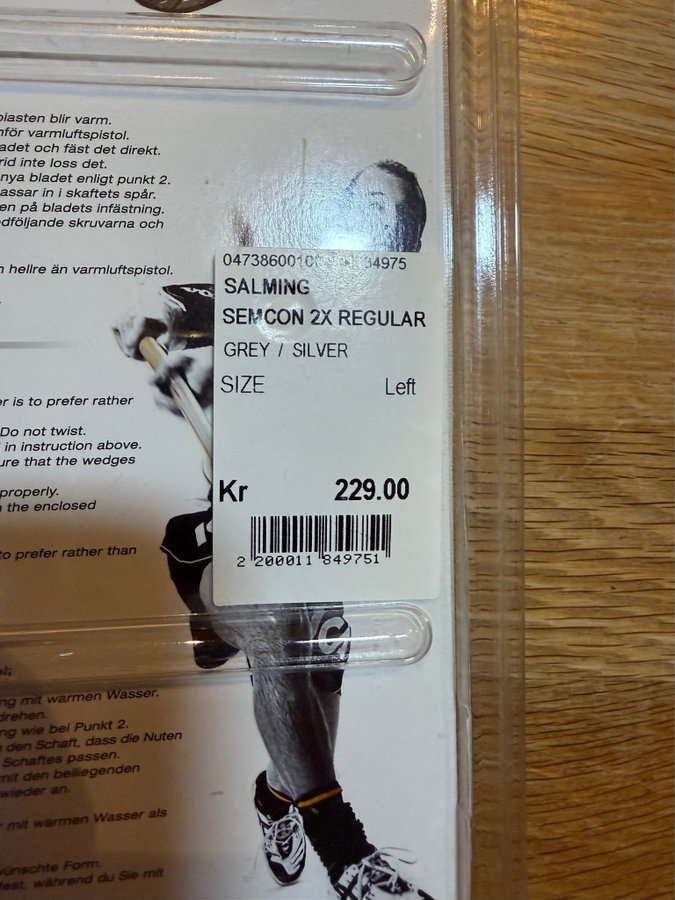 plasten blir varm.
nför varmluftspistol.
adet och fäst det direkt.
rid inte loss det.
nya bladet enligt punkt 2.
assar in i skaftets spår.
en på bladets infästning.
edföljande skruvarna och
n hellre än varmluftspistol.
0473860010 84975
SALMING
SEMCON 2X REGULAR
GREY / SILVER
SIZE Left
Kr 229.00
2 200011 849751
er is to prefer rather
Do not twist.
in instruction above.
ure that the wedges
properly.
the enclosed
to prefer rather than
ng mit warmen Wasser.
drehen.
ng wie bei Punkt 2.
den Schaft, dass die Nuten
Schaftes passen.
mit den beiliegenden
wieder an.
r mit warmen Wasser als
wünschte Form.
fest, während du Sie mit